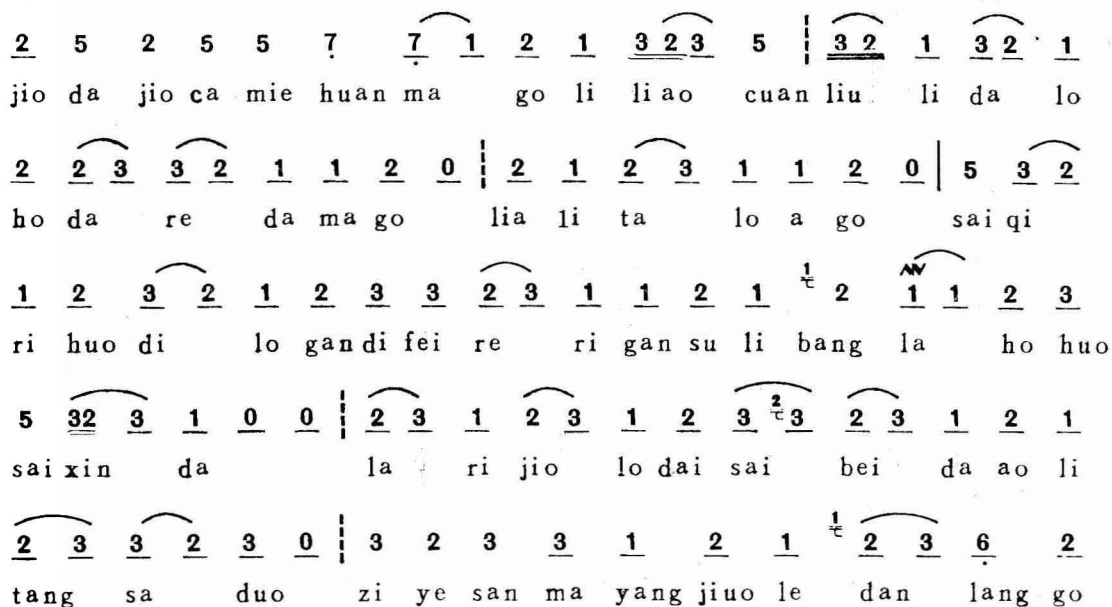 2 5 2 5 5 7 7 1 2 1 3 2 3 5 3 2 1 3 2 1
jio da jio ca mie huan ma go li liao cuan liu li da lo
2 2 3 3 2 1 1 2 0 2 1 2 3 1 1 2 0 5 3 2
ho da re da ma go lia li ta lo a go sai qi
1 2 3 2 1 2 3 3 2 3 1 1 2 1 1 2 1 1 2 3
ri huo di lo gan di fei re ri gan su li bang la ho huo
5 32 3 1 0 0 2 3 1 2 3 1 2 3 2 3 2 3 1 2 1
sai xin da la ri jio lo dai sai bei da ao li
2 3 3 2 3 0 3 2 3 3 1 2 1 1 2 3 6 2
tang sa duo zi ye san ma yang jiuo le dan lang go